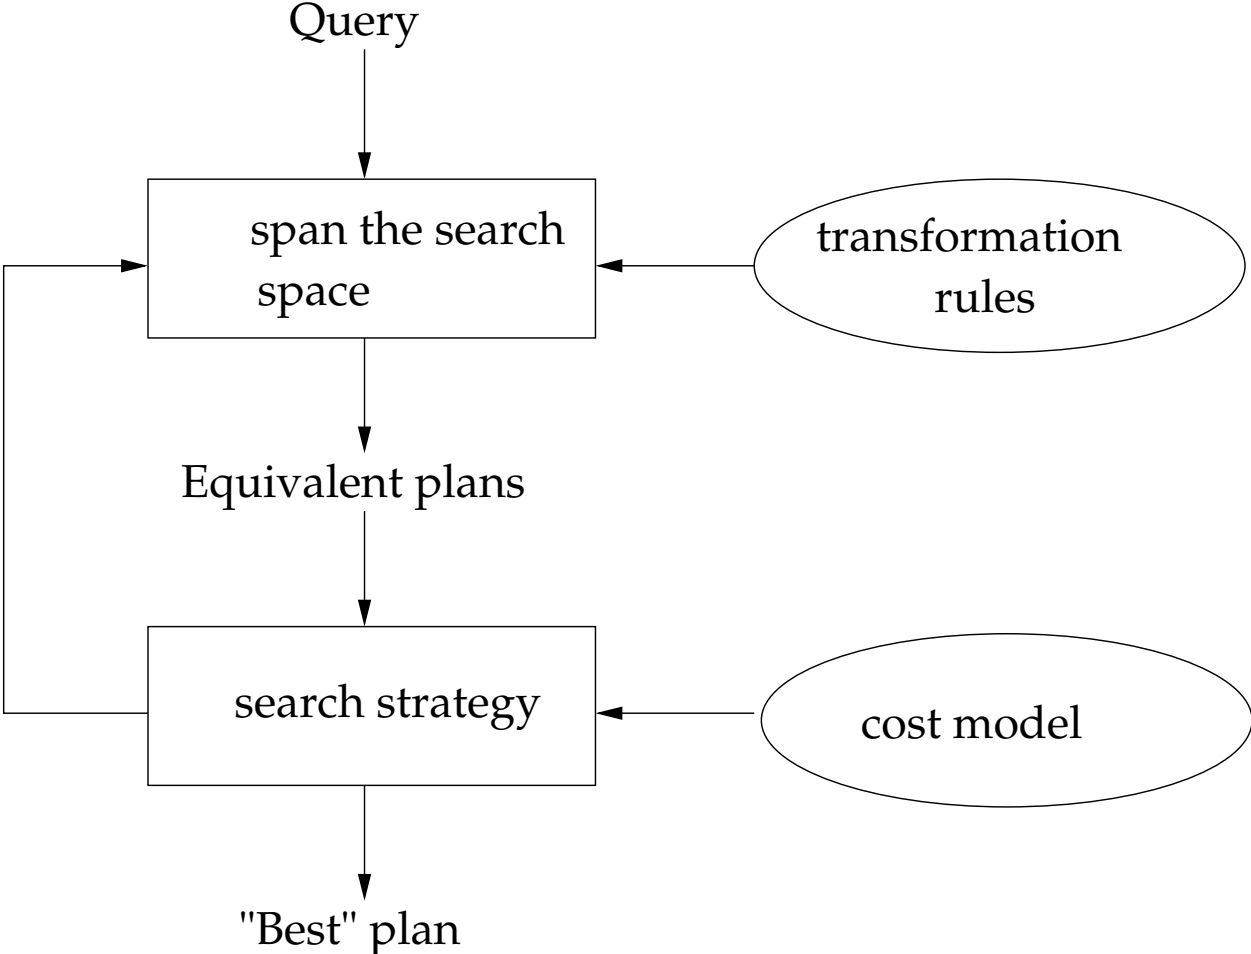 Query
span the search
space
transformation
rules
Equivalent plans
search strategy
cost model
"Best" plan